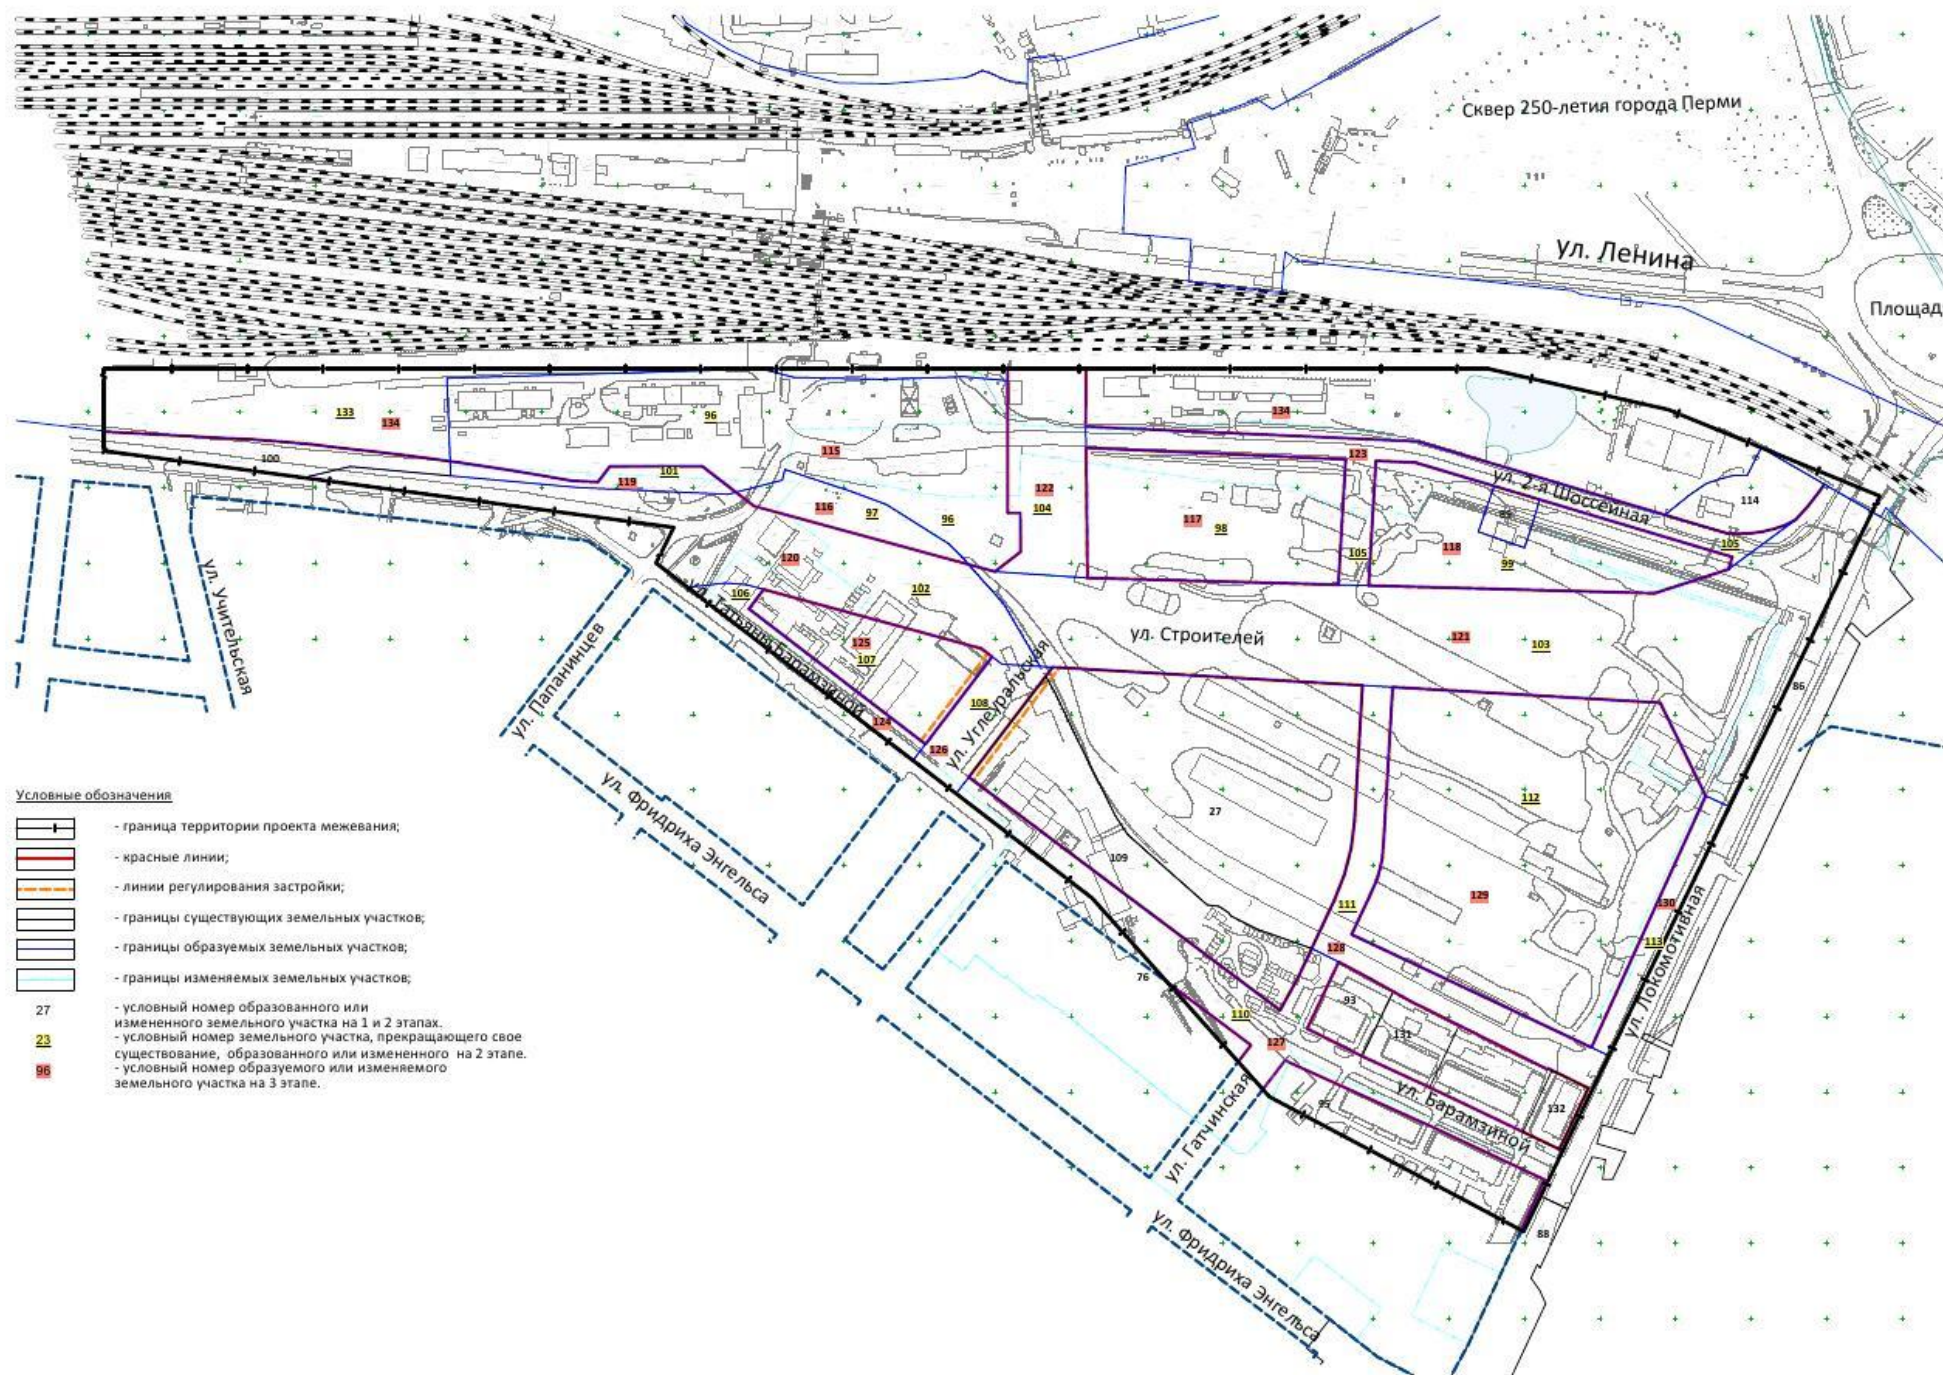 Сквер 250-летия города Перми
ул. Ленина
Площад
133
134
96
115
134
100
101
119
123
ул. 2-я Шоссейная
114
116
97
96
122
104
117
98
105
118
89
99
105
120
106
102
ул. Учительская
ул. Папанинцев
ул. Татьяны Барамзиной
125
107
ул. Строителей
121
103
86
108
124
126
ул. Углеуральская
ул. Фридриха Энгельса
27
112
109
111
129
130
113
128
ул. Локомотивная
76
110
93
131
127
ул. Гатчинская
95
ул. Барамзиной
132
88
ул. Фридриха Энгельса
Условные обозначения
- граница территории проекта межевания;
- красные линии;
- линии регулирования застройки;
- границы существующих земельных участков;
- границы образуемых земельных участков;
- границы изменяемых земельных участков;
27 - условный номер образованного или
измененного земельного участка на 1 и 2 этапах.
23 - условный номер земельного участка, прекращающего свое
существование, образованного или измененного на 2 этапе.
96 - условный номер образуемого или изменяемого
земельного участка на 3 этапе.